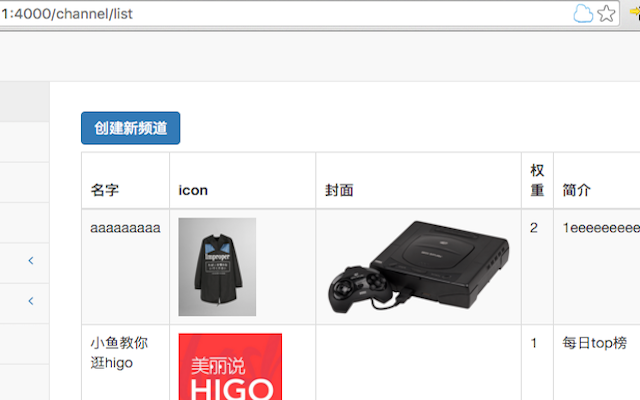 1:4000/channel/list
创建新频道
名字
icon
封面
权
重
简介
aaaaaaaaa
Improper
2
1eeeeeeeee
小鱼教你
逛higo
美丽说
HIGO
1
每日top榜